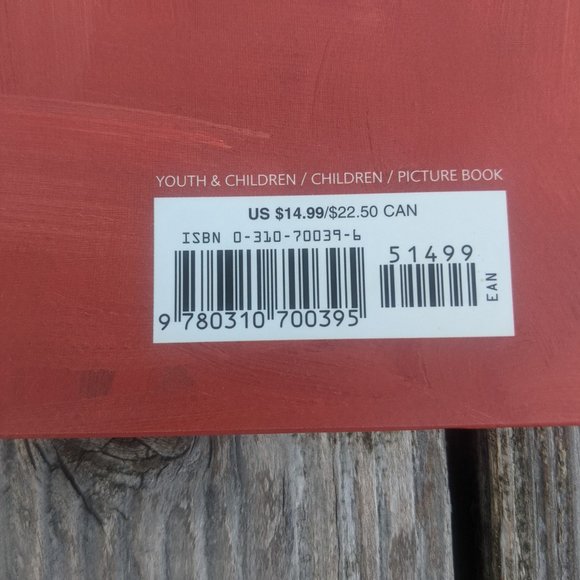 YOUTH & CHILDREN / CHILDREN / PICTURE BOOK
US $14.99/$22.50 CAN
ISBN 0-310-70039-6
51499
9 780310 700395
EAN